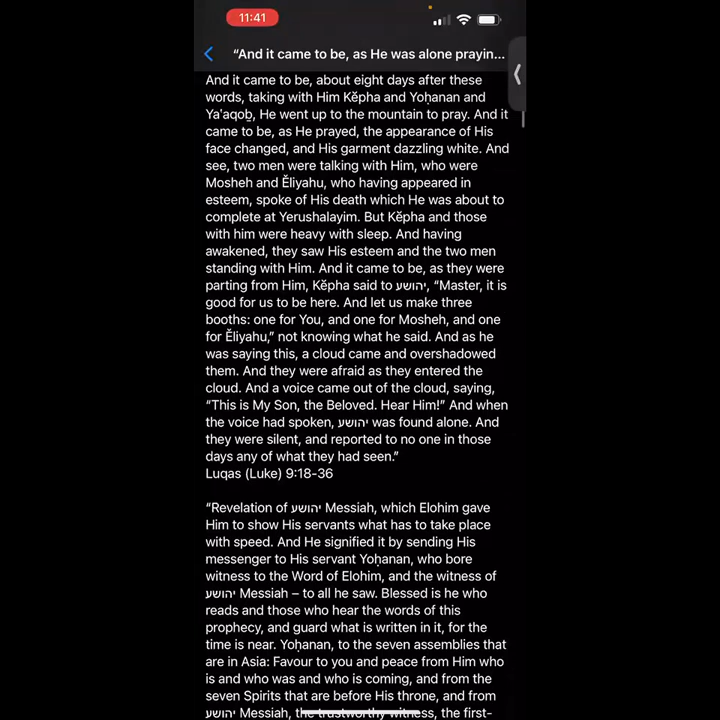 11:41
“And it came to be, as He was alone prayin...
And it came to be, about eight days after these
words, taking with Him Kĕpha and Yoḥanan and
Ya‛aqoḇ, He went up to the mountain to pray. And it
came to be, as He prayed, the appearance of His
face changed, and His garment dazzling white. And
see, two men were talking with Him, who were
Mosheh and Ěliyahu, who having appeared in
esteem, spoke of His death which He was about to
complete at Yerushalayim. But Kĕpha and those
with him were heavy with sleep. And having
awakened, they saw His esteem and the two men
standing with Him. And it came to be, as they were
parting from Him, Kĕpha said to יהושע, “Master, it is
good for us to be here. And let us make three
booths: one for You, and one for Mosheh, and one
for Ěliyahu,” not knowing what he said. And as he
was saying this, a cloud came and overshadowed
them. And they were afraid as they entered the
cloud. And a voice came out of the cloud, saying,
“This is My Son, the Beloved. Hear Him!” And when
the voice had spoken, יהושע was found alone. And
they were silent, and reported to no one in those
days any of what they had seen.”
Luqas (Luke) 9:18-36
“Revelation of יהושע Messiah, which Elohim gave
Him to show His servants what has to take place
with speed. And He signified it by sending His
messenger to His servant Yoḥanan, who bore
witness to the Word of Elohim, and the witness of
יהושע Messiah – to all he saw. Blessed is he who
reads and those who hear the words of this
prophecy, and guard what is written in it, for the
time is near. Yoḥanan, to the seven assemblies that
are in Asia: Favour to you and peace from Him who
is and who was and who is coming, and from the
seven Spirits that are before His throne, and from
יהושע Messiah, the trustworthy witness, the first-